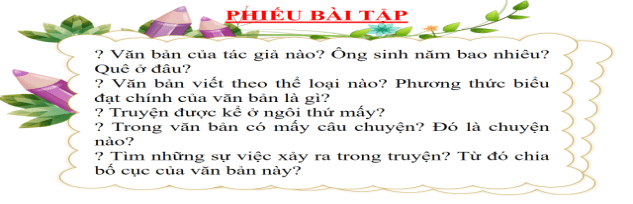 PHIẾU BÀI TẬP
? Văn bản của tác giả nào? Ông sinh năm bao nhiêu?
Quê ở đâu?
? Văn bản viết theo thể loại nào? Phương thức biểu
đạt chính của văn bản là gì?
? Truyện được kể ở ngôi thứ mấy?
? Trong văn bản có mấy câu chuyện? Đó là chuyện
nào?
? Tìm những sự việc xảy ra trong truyện? Từ đó chia
bố cục của văn bản này?